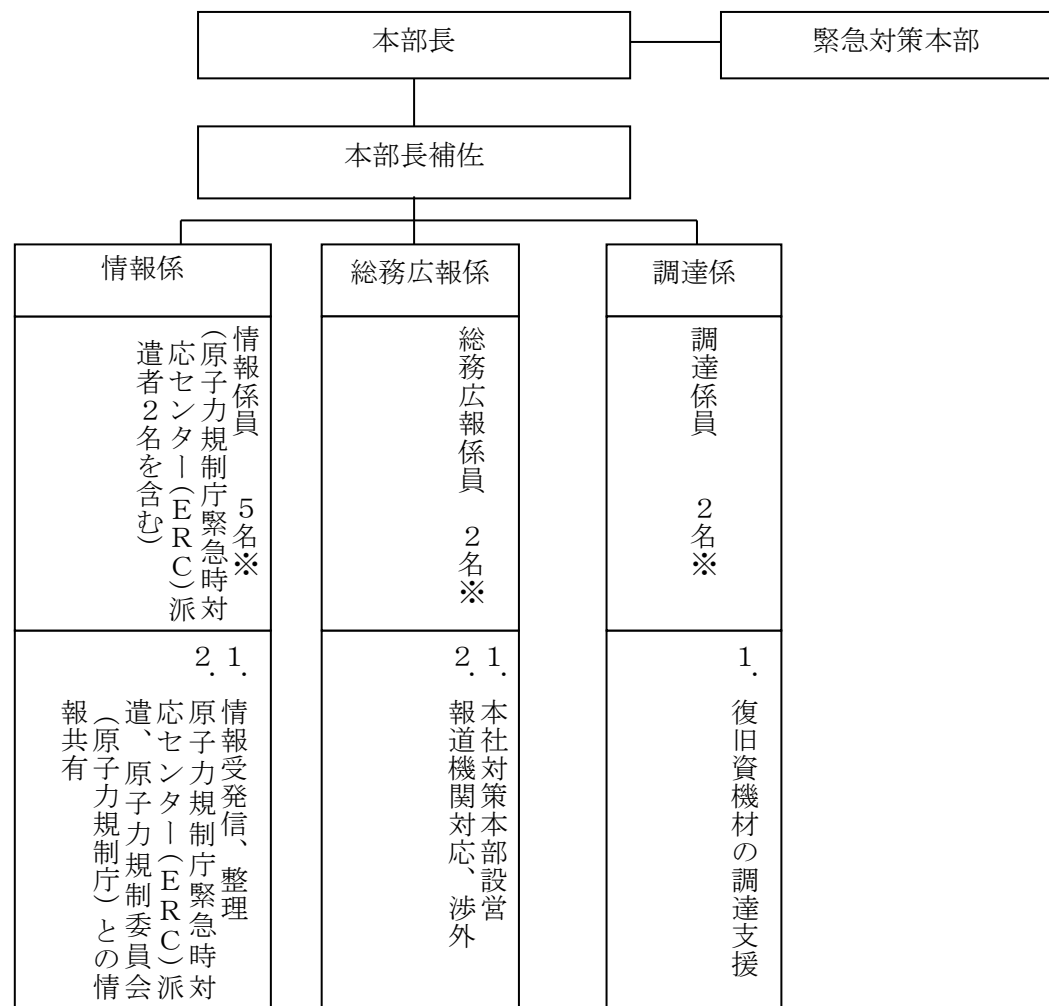 本部長
緊急対策本部
本部長補佐
情報係
総務広報係
調達係
情報係員　５名※
（原子力規制庁緊急時対
応センター（ＥＲＣ）派
遣者２名を含む）
総務広報係員　２名※
調達係員　２名※
１．情報受発信、整理
２．原子力規制庁緊急時対
応センター（ＥＲＣ）派
遣、原子力規制委員会
（原子力規制庁）との情
報共有
１．本社対策本部設営
２．報道機関対応、渉外
１．復旧資機材の調達支援